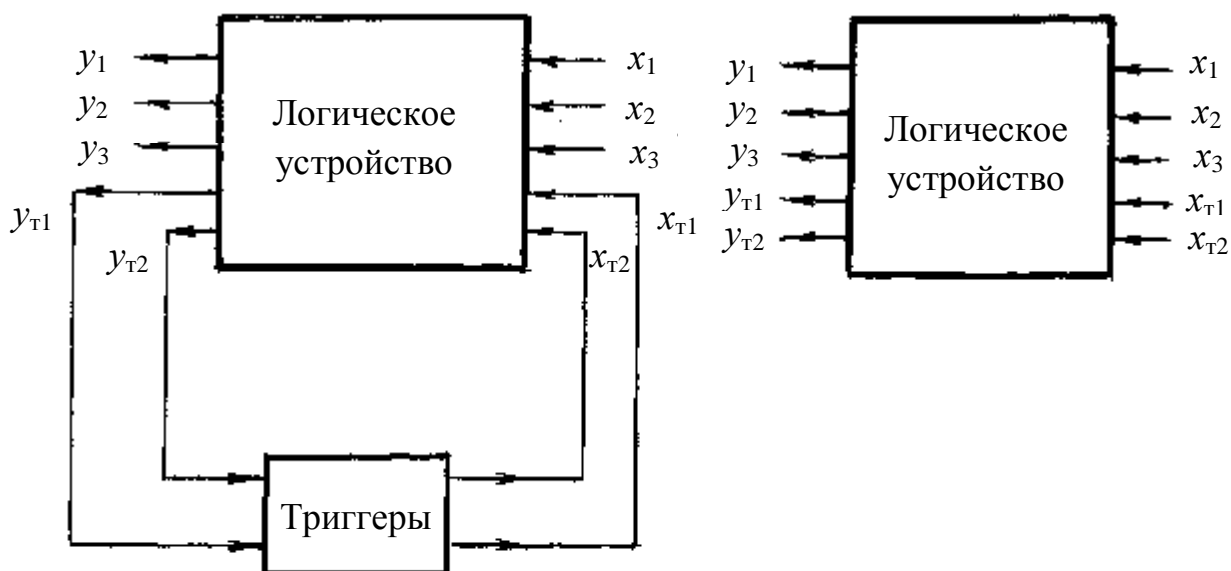 y₁
y₂
y₃
yт1
yт2
Логическое
устройство
x₁
x₂
x₃
xт1
xт2
Триггеры
y₁
y₂
y₃
yт1
yт2
Логическое
устройство
x₁
x₂
x₃
xт1
xт2